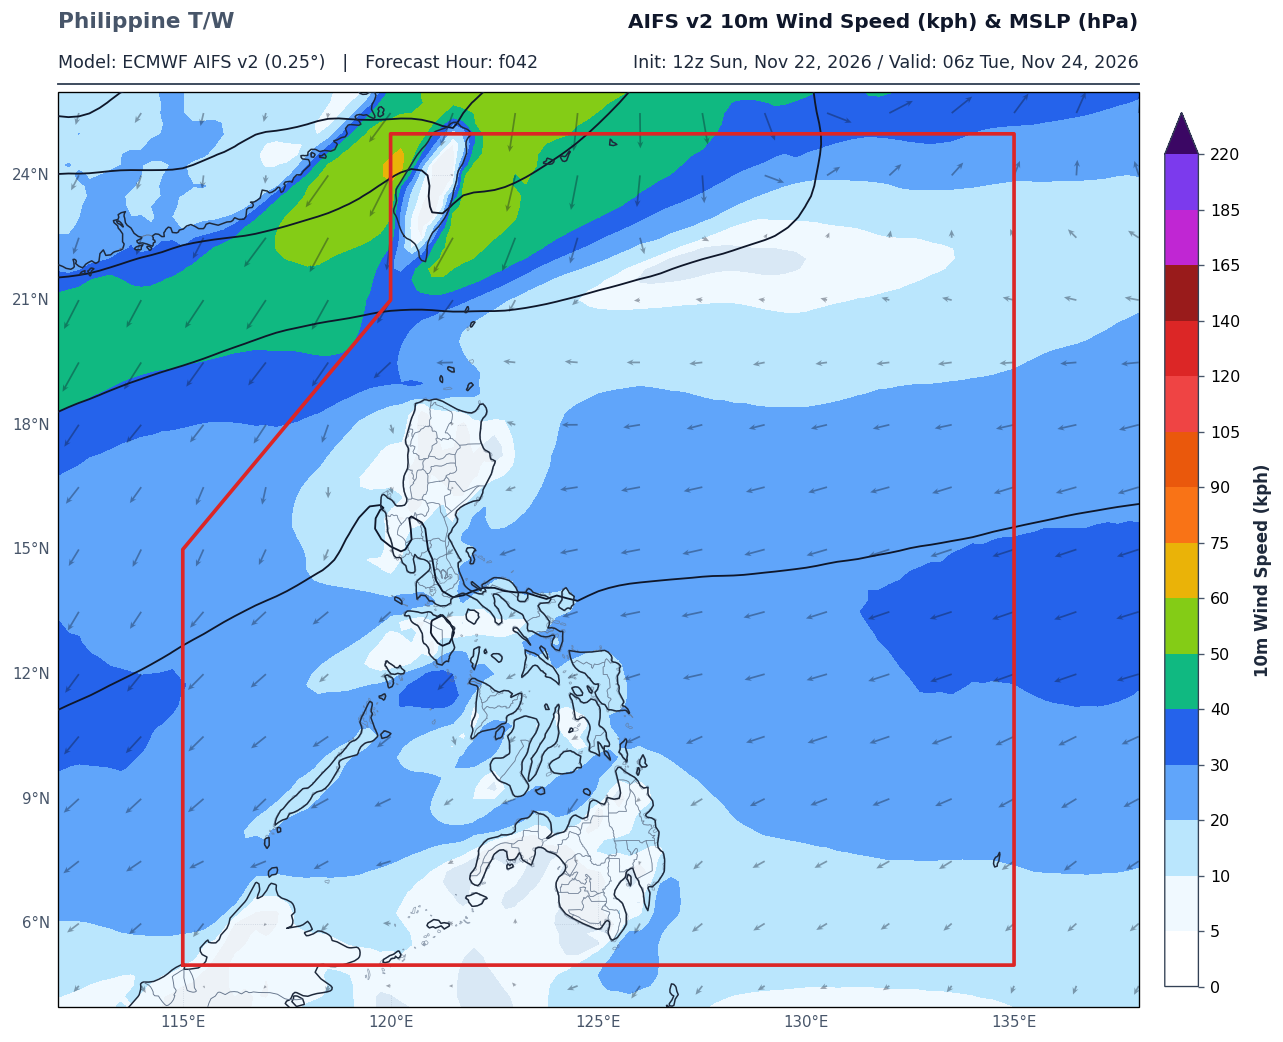 Philippine T/W
AIFS v2 10m Wind Speed (kph) & MSLP (hPa)
Model: ECMWF AIFS v2 (0.25°) | Forecast Hour: f042
Init: 12z Sun, Nov 22, 2026 / Valid: 06z Tue, Nov 24, 2026
24°N
21°N
18°N
15°N
12°N
9°N
6°N
115°E
120°E
125°E
130°E
135°E
220
185
165
140
120
105
90
75
60
50
40
30
20
10
5
0
10m Wind Speed (kph)